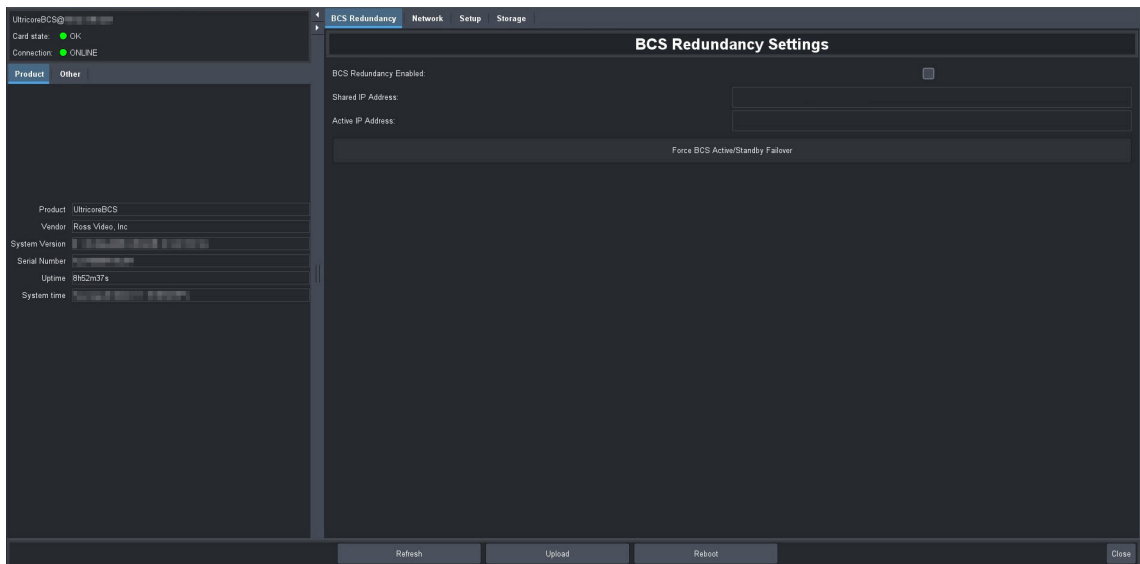 UltricoreBCS@
Card state: OK
Connection: ONLINE
Product Other
Product UltricoreBCS
Vendor Ross Video, Inc
System Version
Serial Number
Uptime 8h52m37s
System time
BCS Redundancy Network Setup Storage
BCS Redundancy Settings
BCS Redundancy Enabled:
Shared IP Address:
Active IP Address:
Force BCS Active/Standby Failover
Refresh Upload Reboot Close